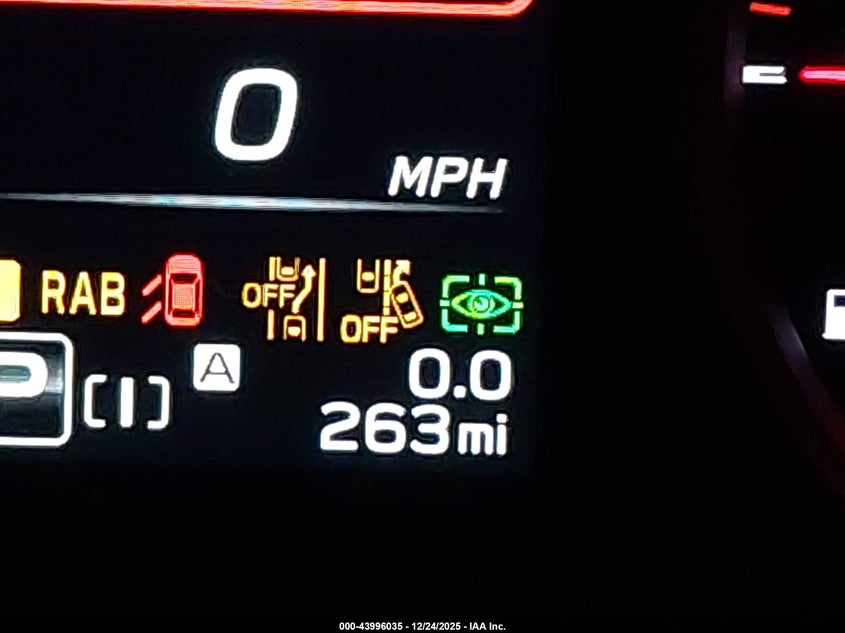 0
MPH
RAB
OFF
OFF
P
A
0.0
263mi
000-43996035 - 12/24/2025 - IAA Inc.